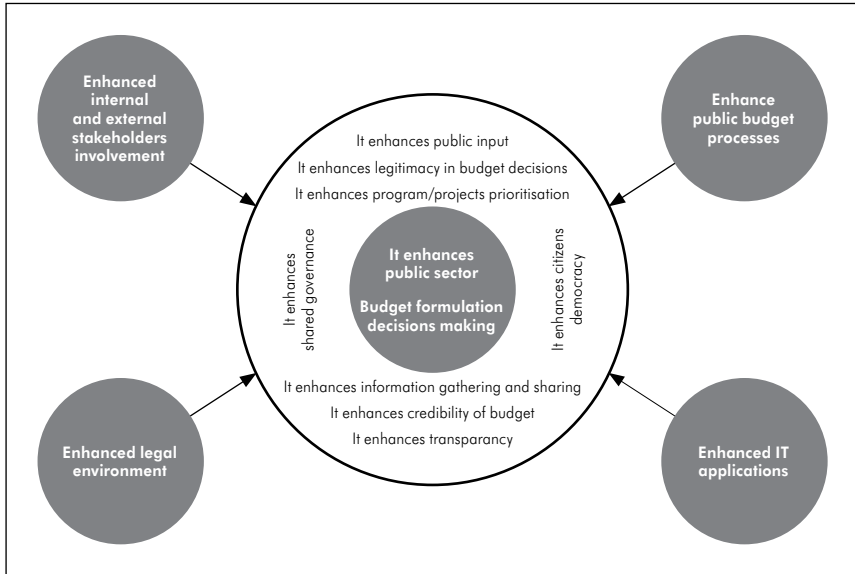 Enhanced
internal
and external
stakeholders
involvement
Enhance
public budget
processes
It enhances public input
It enhances legitimacy in budget decisions
It enhances program/projects prioritisation
It enhances
shared governance
It enhances
public sector
Budget formulation
decisions making
It enhances citizens
democracy
It enhances information gathering and sharing
It enhances credibility of budget
It enhances transparancy
Enhanced legal
environment
Enhanced IT
applications